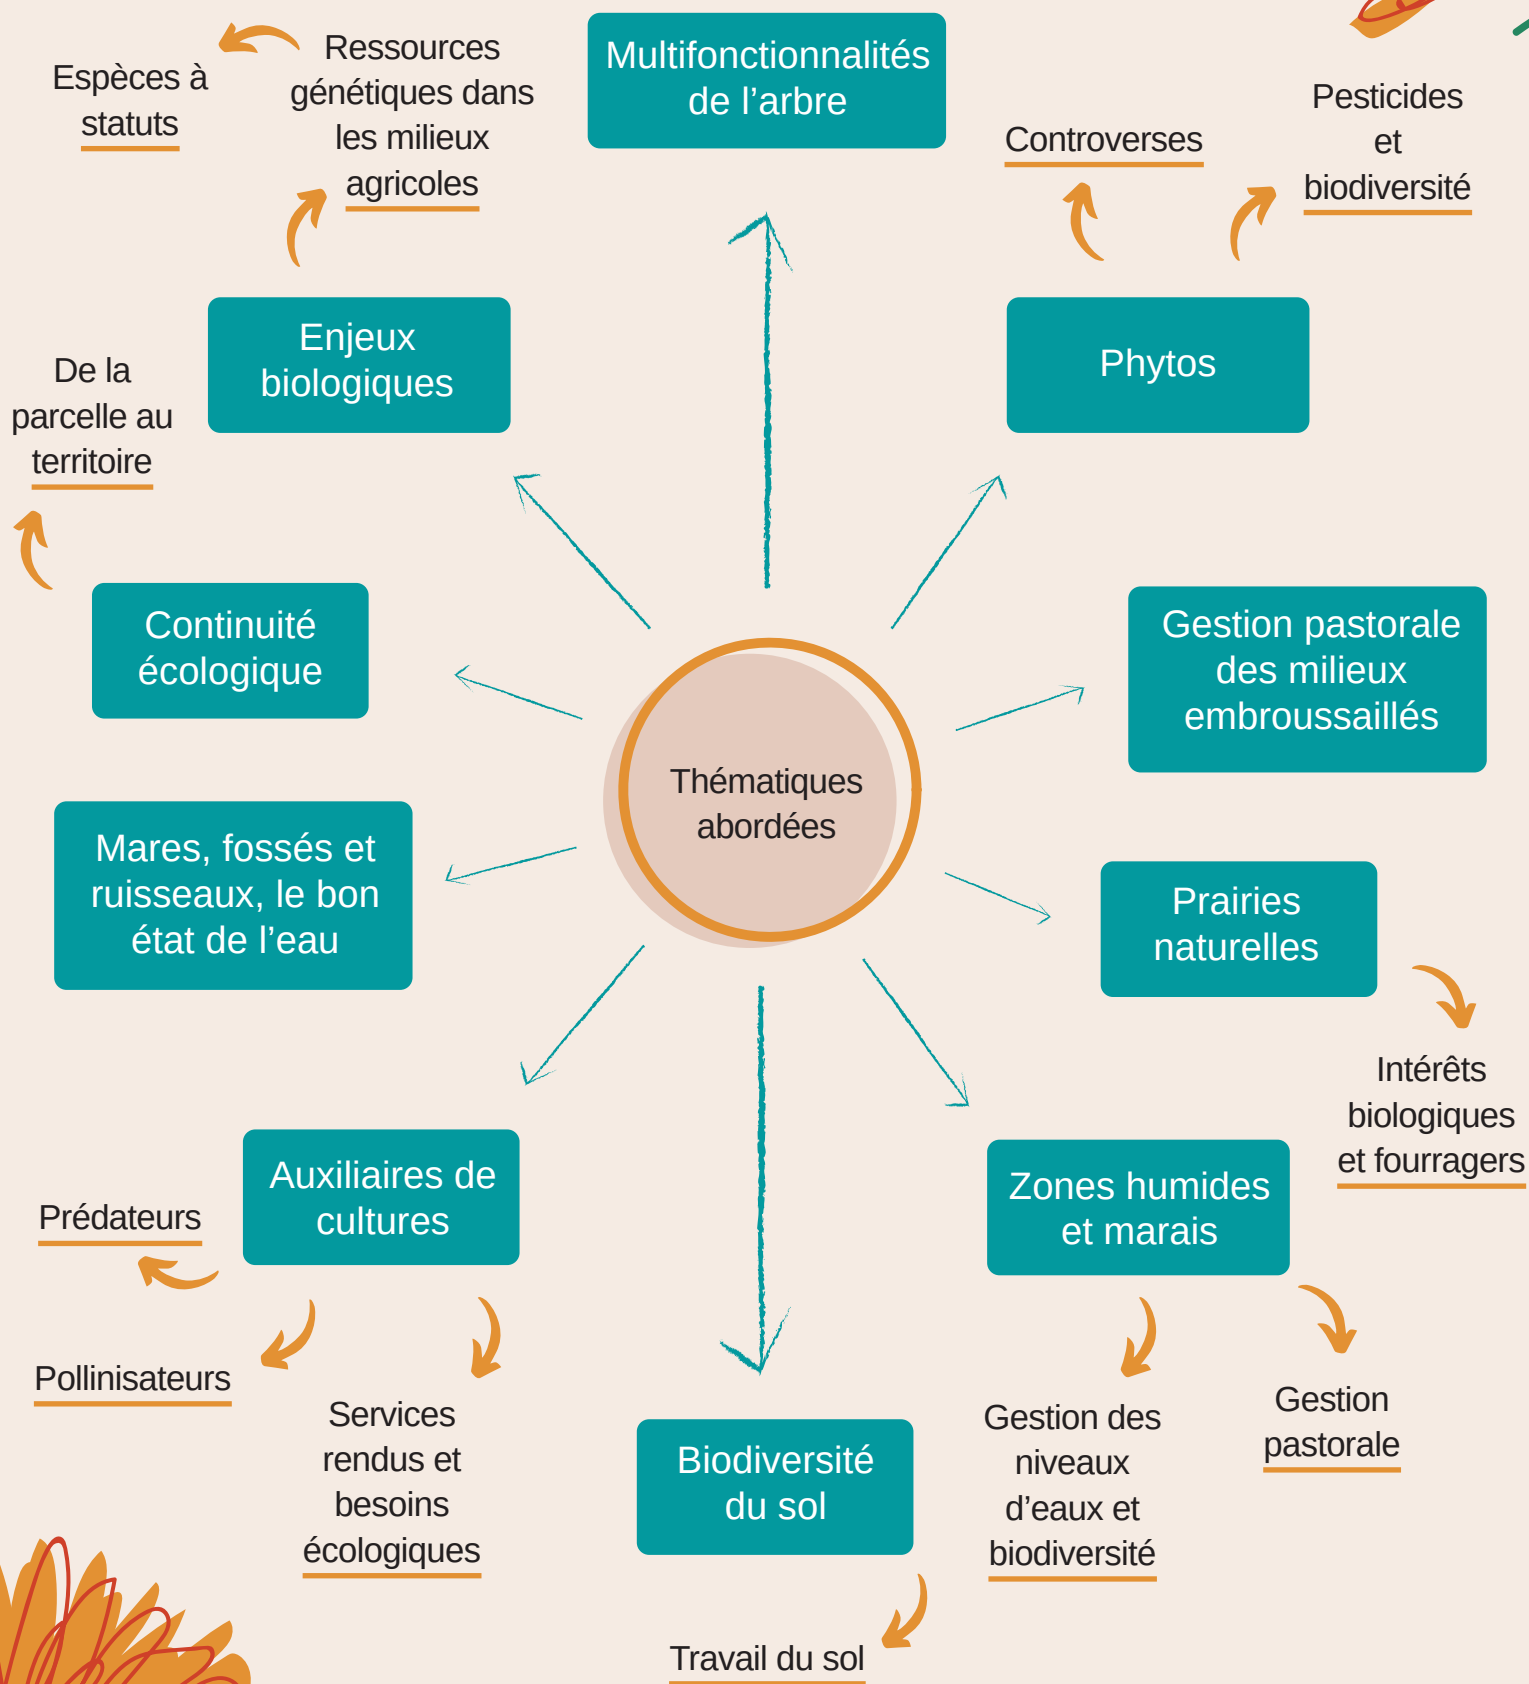 Espèces à
statuts
Ressources
génétiques dans
les milieux
agricoles
Multifonctionnalités
de l’arbre
Controverses
Pesticides
et
biodiversité
Enjeux
biologiques
Phytos
De la
parcelle au
territoire
Continuité
écologique
Gestion pastorale
des milieux
embroussaillés
Thématiques
abordées
Mares, fossés et
ruisseaux, le bon
état de l’eau
Prairies
naturelles
Intérêts
biologiques
et fourragers
Auxiliaires de
cultures
Zones humides
et marais
Prédateurs
Pollinisateurs
Services
rendus et
besoins
écologiques
Biodiversité
du sol
Gestion des
niveaux
d’eaux et
biodiversité
Gestion
pastorale
Travail du sol